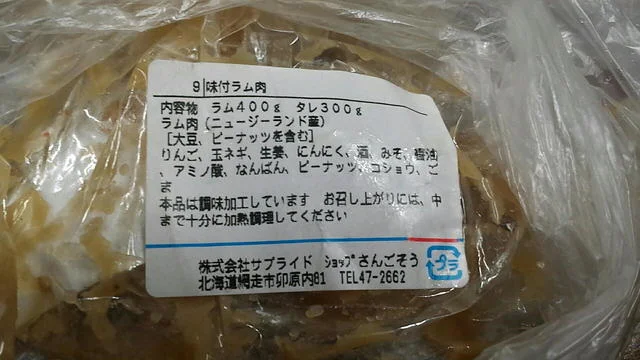 9 味付ラム肉
内容物 ラム400g タレ300g
ラム肉(ニュージーランド産)
[大豆、ピーナッツを含む]
りんご、玉ネギ、生姜、にんにく、酒、みそ、醤油
、アミノ酸、なんばん、ピーナッツ、コショウ、ご
ま
本品は調味加工しています お召し上がりには、中
まで十分に加熱調理してください
株式会社サプライド ショップさんごそう
北海道網走市卯原内81 TEL47-2662
プラ